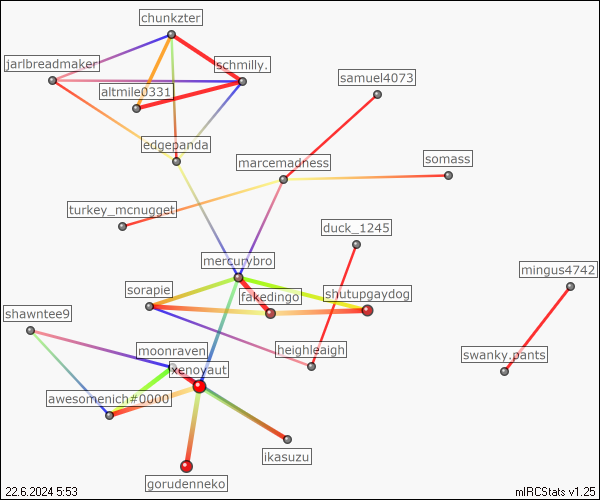 chunkzter
jarlbreadmaker
schmilly.
samuel4073
altmile0331
edgepanda
marcemadness
somass
turkey_mcnugget
duck_1245
mercurybro
mingus4742
sorapie
fakedingo
shutupgaydog
shawntee9
moonraven
heighleaigh
swanky.pants
xenoyaut
awesomenich#0000
ikasuzu
gorudenneko
22.6.2024 5:53
mIRCStats v1.25